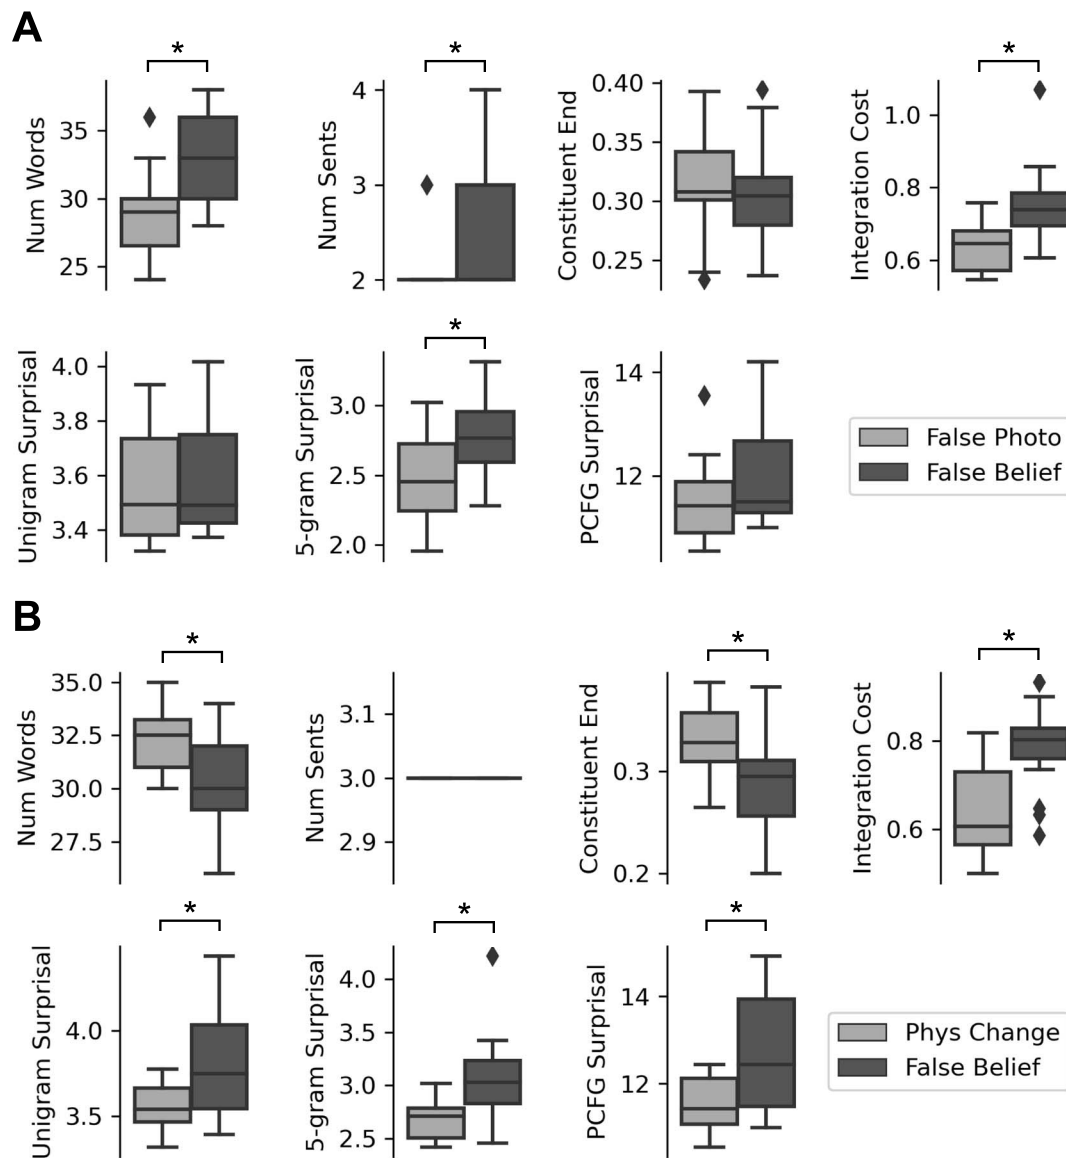 A
*
Num Words
35
30
25
*
Num Sents
4
3
2
Constituent End
0.40
0.35
0.30
0.25
*
Integration Cost
1.0
0.8
0.6
Unigram Surprisal
4.0
3.8
3.6
3.4
*
5-gram Surprisal
3.0
2.5
2.0
PCFG Surprisal
14
12
False Photo
False Belief
B
*
Num Words
35.0
32.5
30.0
27.5
Num Sents
3.1
3.0
2.9
*
Constituent End
0.3
0.2
*
Integration Cost
0.8
0.6
*
Unigram Surprisal
4.0
3.5
*
5-gram Surprisal
4.0
3.5
3.0
2.5
*
PCFG Surprisal
14
12
Phys Change
False Belief